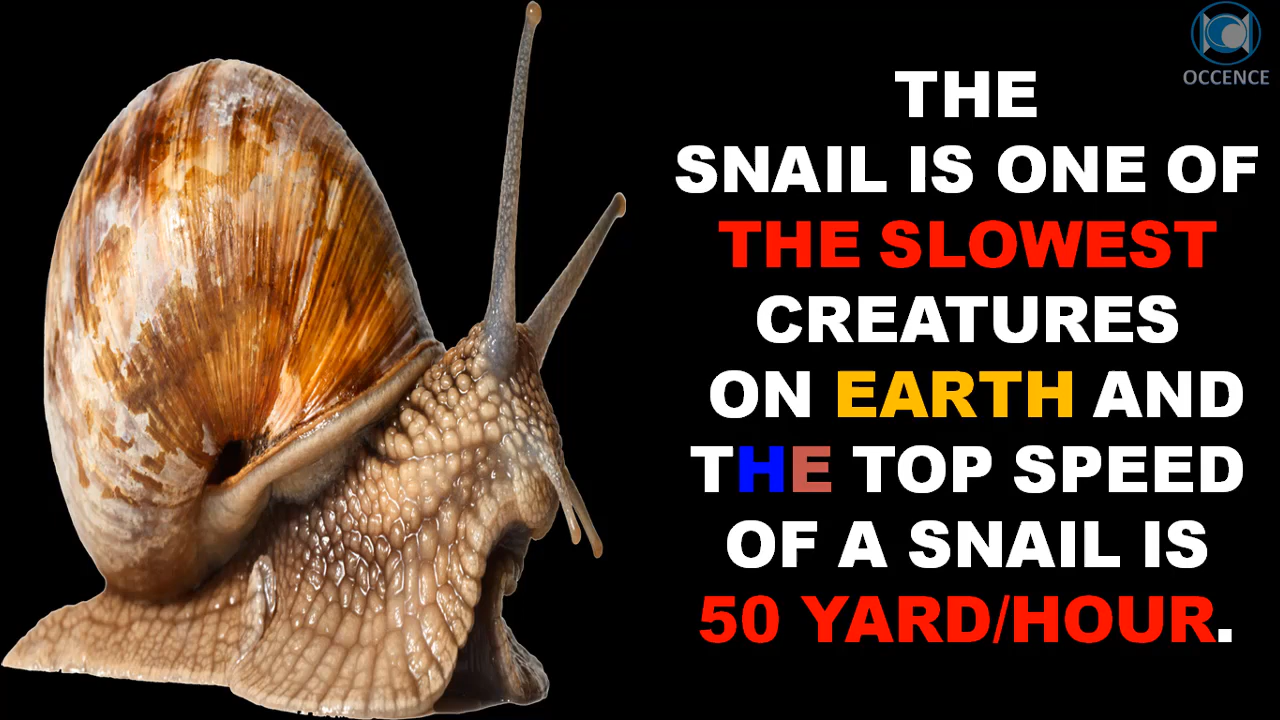 OCCENCE
THE
SNAIL IS ONE OF
THE SLOWEST
CREATURES
ON EARTH AND
THE TOP SPEED
OF A SNAIL IS
50 YARD/HOUR.